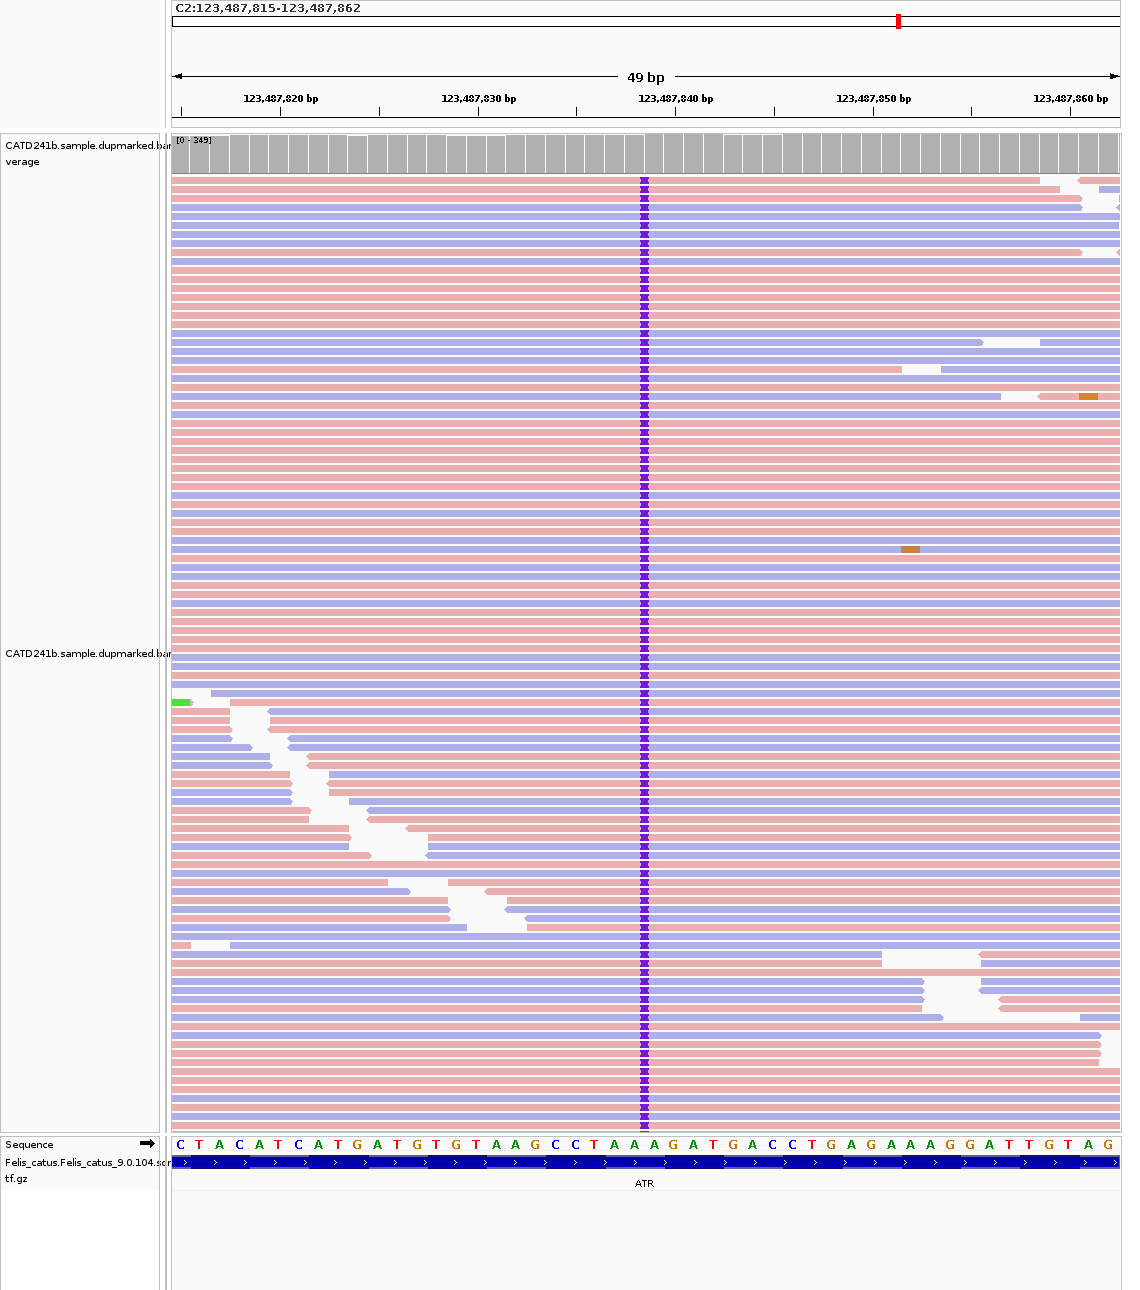 C2:123,487,815-123,487,862
49 bp
123,487,820 bp 123,487,830 bp 123,487,840 bp 123,487,850 bp 123,487,860 bp
CATD241b.sample.dupmarked.bar
verage
[0 - 349]
CATD241b.sample.dupmarked.bar
Sequence
C T A C A T C A T G A T G T G T A A G C C T A A A G A T G A C C T G A G A A A G G A T T G T A G
Felis_catus.Felis_catus_9.0.104.sor
tf.gz
ATR